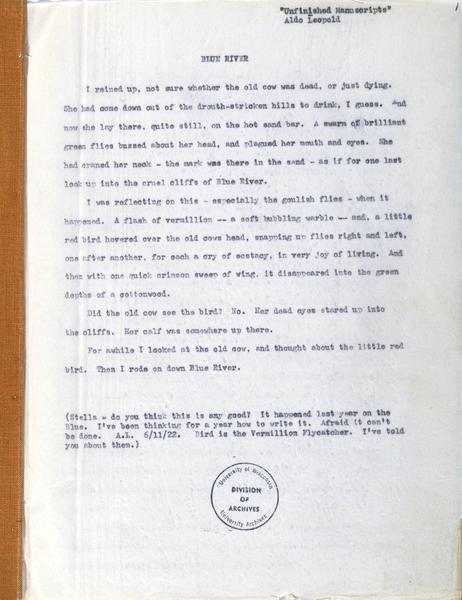 "Unfinished Manuscripts"
Aldo Leopold
BLUE RIVER
I reined up, not sure whether the old cow was dead, or just dying.
She had come down out of the drouth-stricken hills to drink, I guess. And
now she lay there, quite still, on the hot sand bar. A swarm of brilliant
green flies buzzed about her head, and plagued her mouth and eyes. She
had craned her neck - the mark was there in the sand - as if for one last
look up into the cruel cliffs of Blue River.
I was reflecting on this - especially the goulish flies - when it
happened. A flash of vermillion -- a soft bubbling warble -- and, a little
red bird hovered over the old cows head, snapping up flies right and left,
one after another, for each a cry of ecstacy, in very joy of living. And
then with one quick crimson sweep of wing, it disappeared into the green
depths of a cottonwood.
Did the old cow see the bird? No. Her dead eyes stared up into
the cliffs. Her calf was somewhere up there.
For awhile I looked at the old cow, and thought about the little red
bird. Then I rode on down Blue River.
(Stella - do you think this is any good? It happened last year on the
Blue. I've been thinking for a year how to write it. Afraid it can't
be done. A.L. 6/11/22. Bird is the Vermillion Flycatcher. I've told
you about them.)
University of Wisconsin
DIVISION
OF
ARCHIVES
University Archives